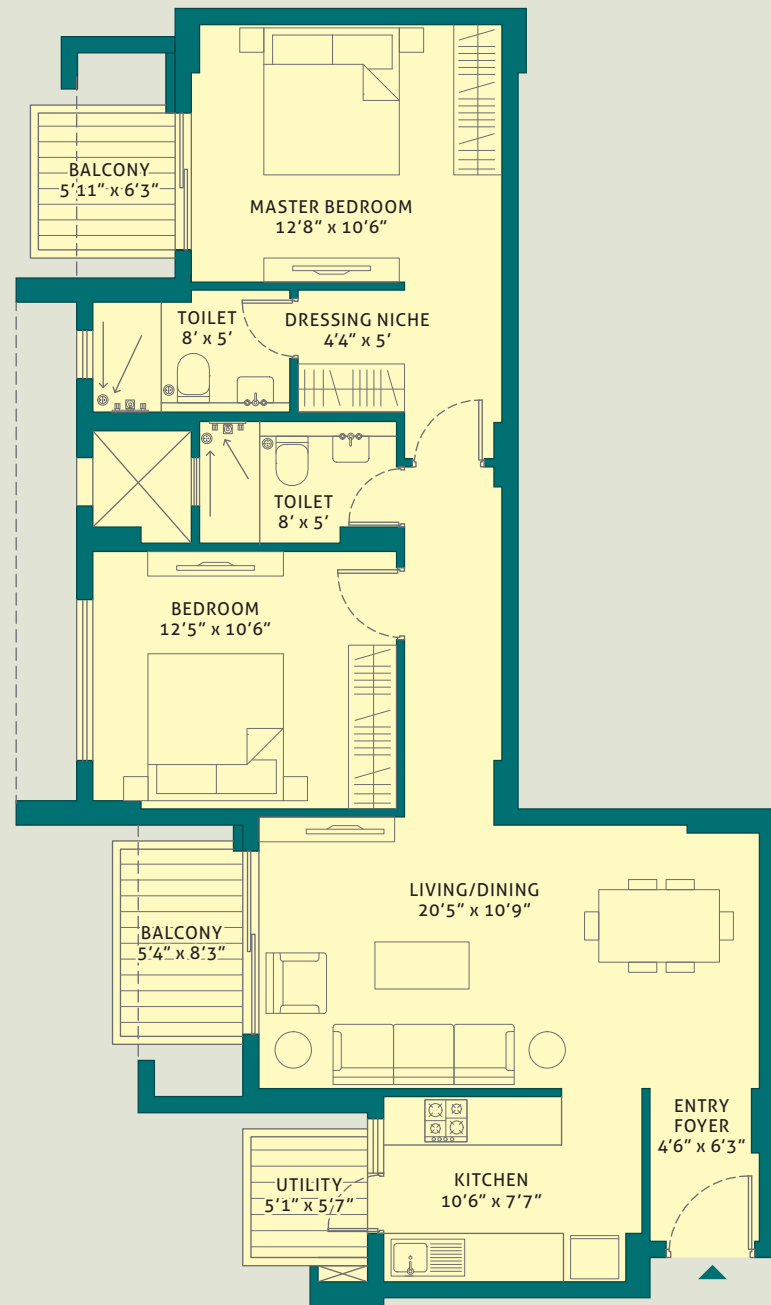 BALCONY
5'11" x 6'3"
MASTER BEDROOM
12'8" x 10'6"
TOILET
8' x 5'
DRESSING NICHE
4'4" x 5'
TOILET
8' x 5'
BEDROOM
12'5" x 10'6"
LIVING/DINING
20'5" x 10'9"
BALCONY
5'4" x 8'3"
ENTRY
FOYER
4'6" x 6'3"
UTILITY
5'1" x 5'7"
KITCHEN
10'6" x 7'7"